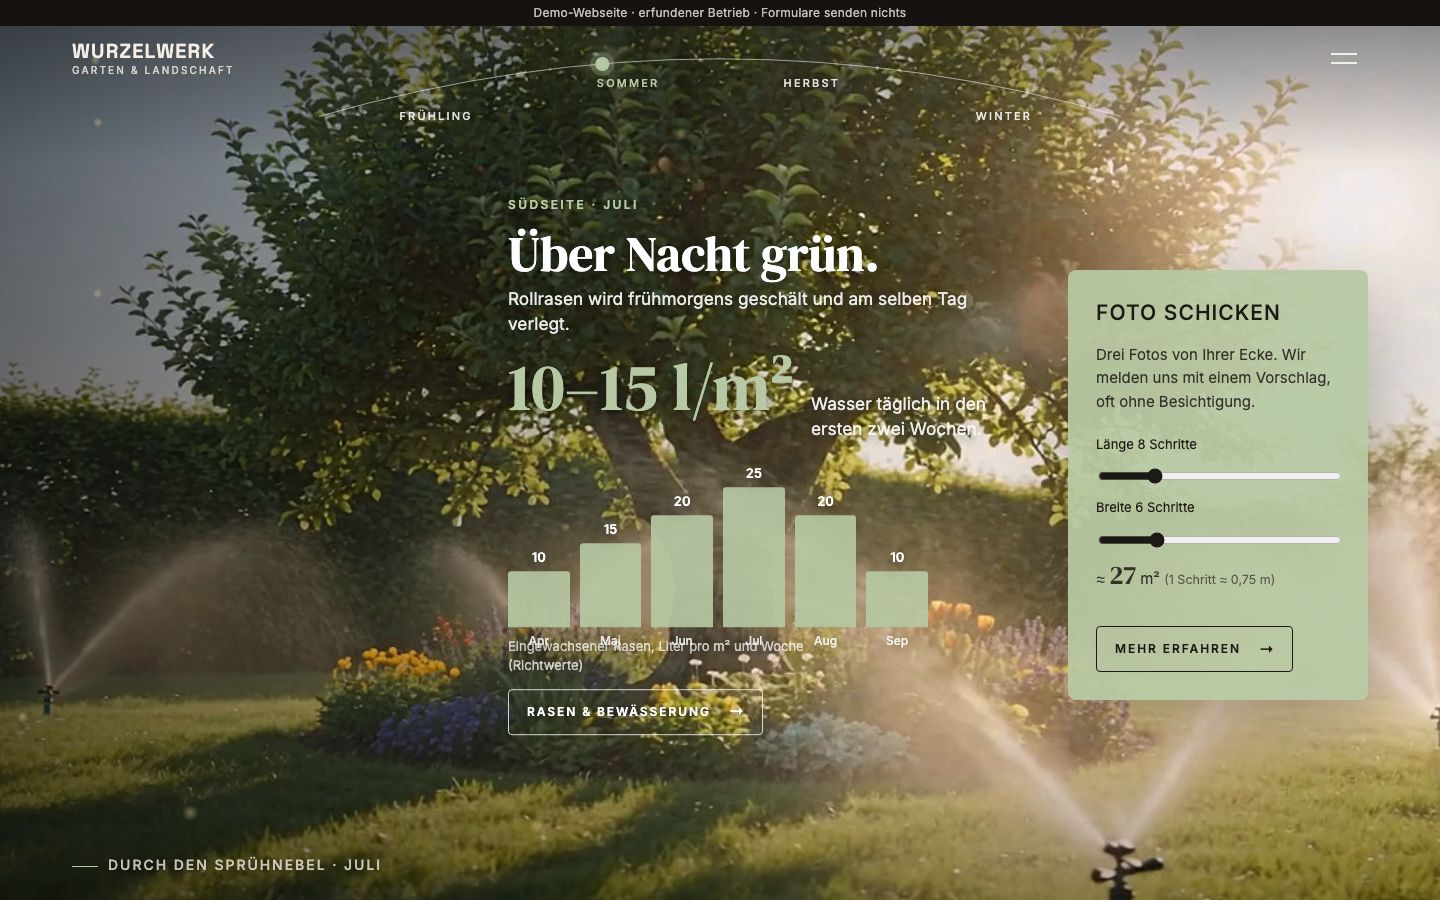 Demo-Webseite · erfundener Betrieb · Formulare senden nichts
WURZELWERK
GARTEN & LANDSCHAFT
SOMMER
HERBST
FRÜHLING
WINTER
SÜDSEITE · JULI
Über Nacht grün.
Rollrasen wird frühmorgens geschält und am selben Tag
verlegt.
10–15 l/m²
Wasser täglich in den
ersten zwei Wochen.
25
20
20
15
10
10
Apr
Mai
Jun
Jul
Aug
Sep
Eingewachsener Rasen, Liter pro m² und Woche
(Richtwerte)
RASEN & BEWÄSSERUNG →
FOTO SCHICKEN
Drei Fotos von Ihrer Ecke. Wir
melden uns mit einem Vorschlag,
oft ohne Besichtigung.
Länge 8 Schritte
Breite 6 Schritte
≈ 27 m² (1 Schritt ≈ 0,75 m)
MEHR ERFAHREN →
DURCH DEN SPRÜHNEBEL · JULI